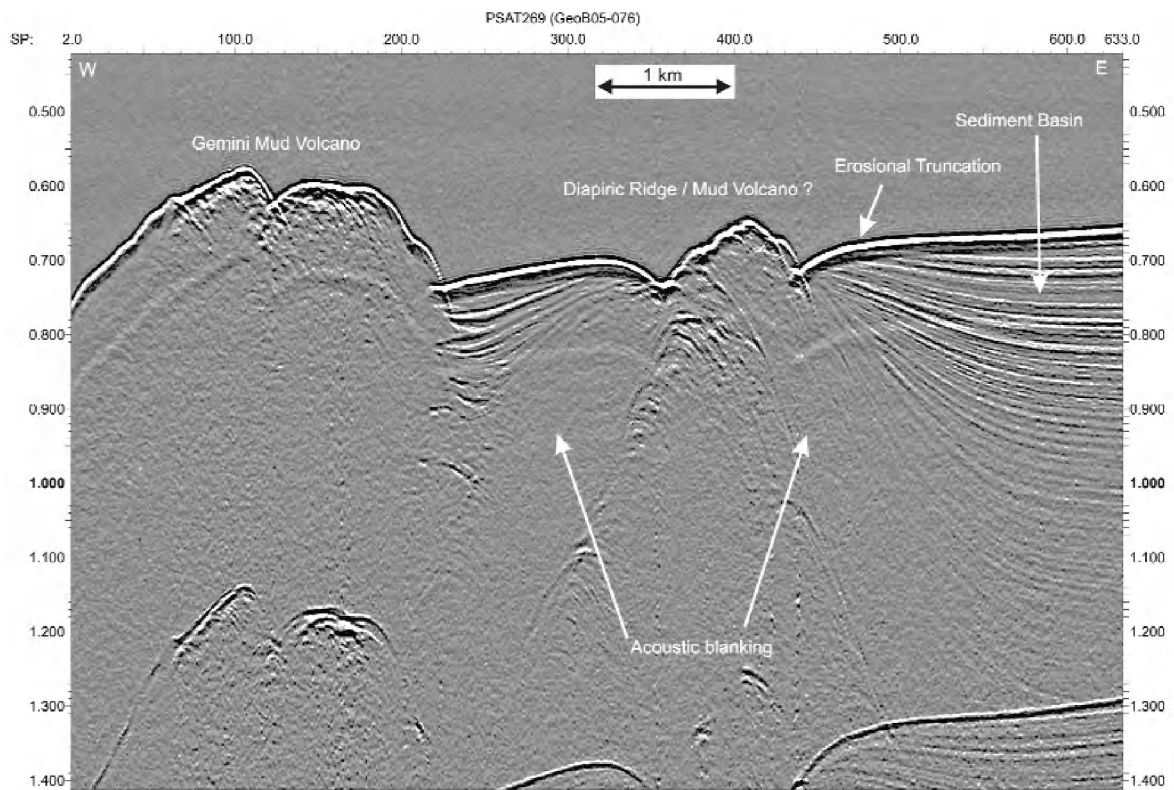 PSAT269 (GeoB05-076)
SP: 2.0 100.0 200.0 300.0 400.0 500.0 600.0 633.0
W E
1 km
0.500 0.500
Sediment Basin
Gemini Mud Volcano
Erosional Truncation
0.600 Diapiric Ridge / Mud Volcano ? 0.600
0.700 0.700
0.800 0.800
0.900 0.900
1.000 1.000
1.100 1.100
1.200 1.200
Acoustic blanking
1.300 1.300
1.400 1.400